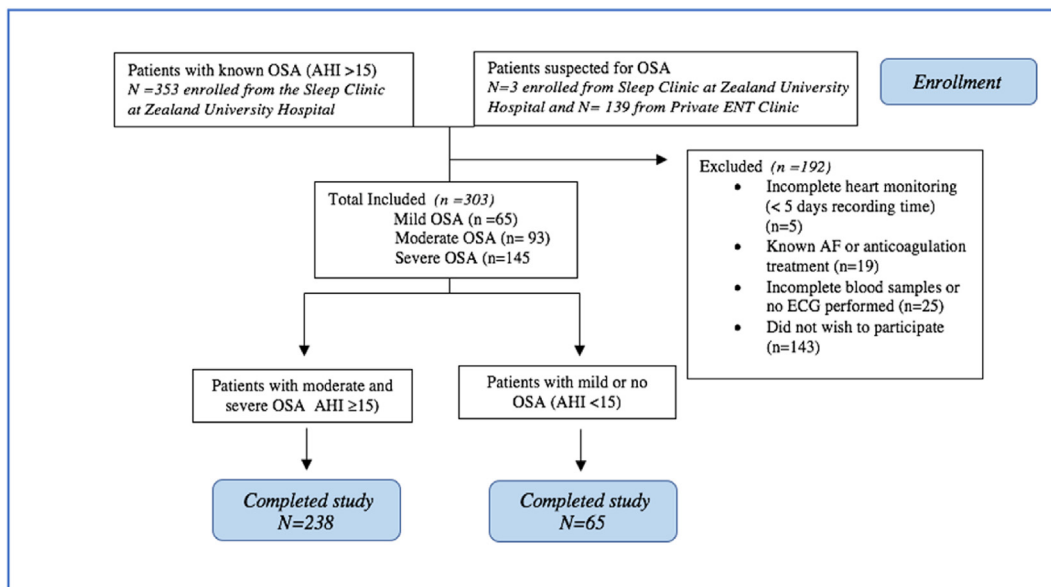 Patients with known OSA (AHI >15)
N =353 enrolled from the Sleep Clinic
at Zealand University Hospital
Patients suspected for OSA
N=3 enrolled from Sleep Clinic at Zealand University
Hospital and N= 139 from Private ENT Clinic
Enrollment
Total Included (n =303)
Mild OSA (n =65)
Moderate OSA (n= 93)
Severe OSA (n=145
Excluded (n =192)
• Incomplete heart monitoring
(< 5 days recording time)
(n=5)
• Known AF or anticoagulation
treatment (n=19)
• Incomplete blood samples or
no ECG performed (n=25)
• Did not wish to participate
(n=143)
Patients with moderate and
severe OSA AHI ≥15)
Patients with mild or no
OSA (AHI <15)
Completed study
N=238
Completed study
N=65